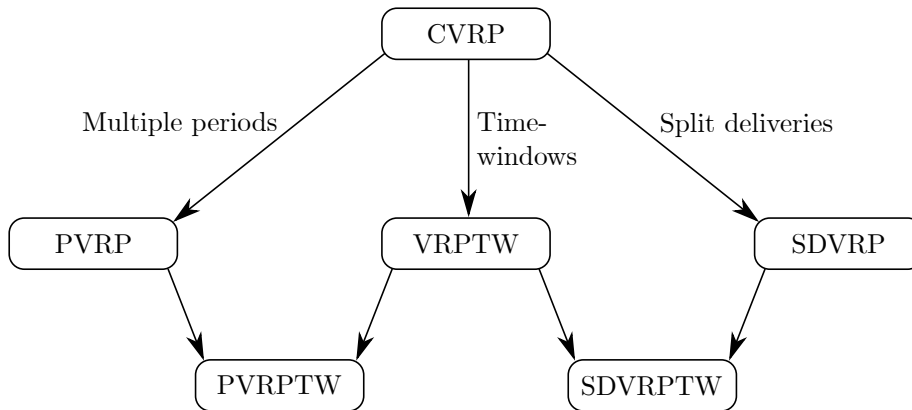 CVRP
Multiple periods
Time-
windows
Split deliveries
PVRP
VRPTW
SDVRP
PVRPTW
SDVRPTW